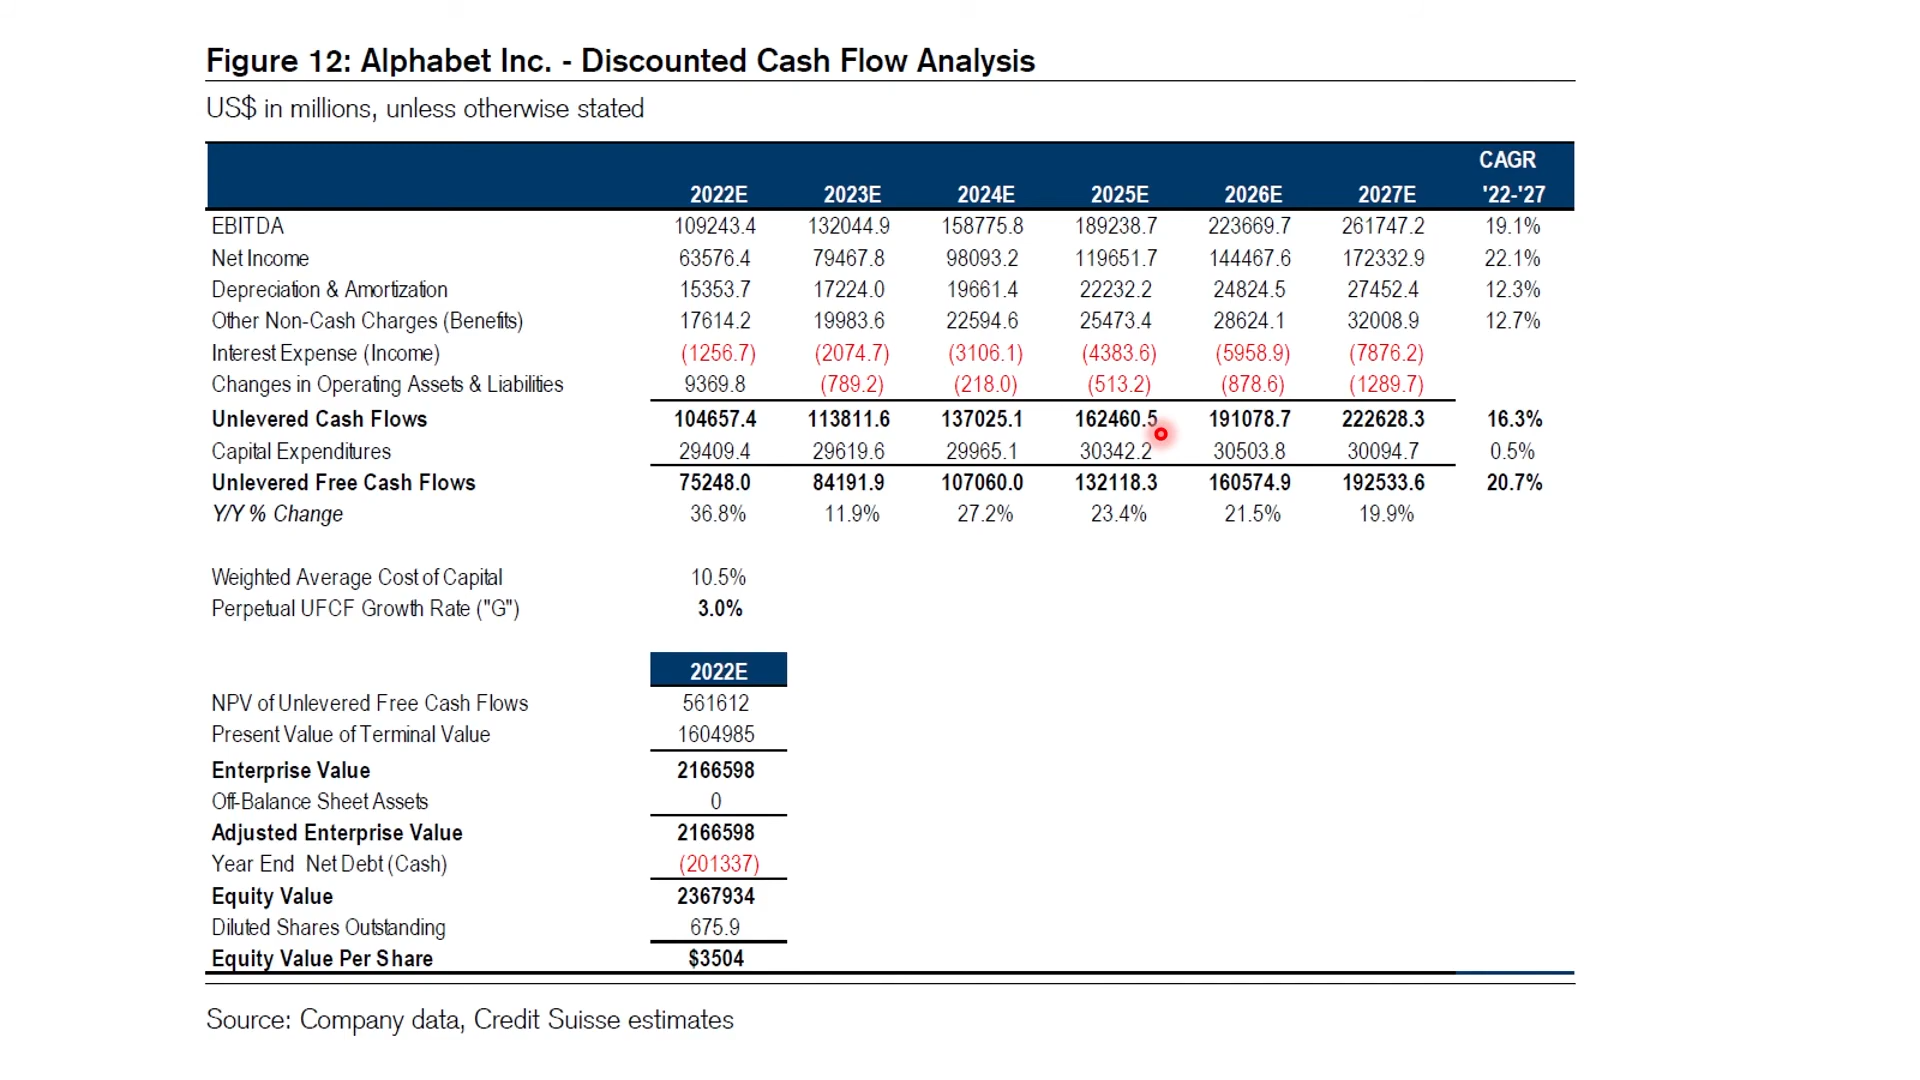 Figure 12: Alphabet Inc. - Discounted Cash Flow Analysis
US$ in millions, unless otherwise stated
CAGR
2022E 2023E 2024E 2025E 2026E 2027E '22-'27
EBITDA 109243.4 132044.9 158775.8 189238.7 223669.7 261747.2 19.1%
Net Income 63576.4 79467.8 98093.2 119651.7 144467.6 172332.9 22.1%
Depreciation & Amortization 15353.7 17224.0 19661.4 22232.2 24824.5 27452.4 12.3%
Other Non-Cash Charges (Benefits) 17614.2 19983.6 22594.6 25473.4 28624.1 32008.9 12.7%
Interest Expense (Income) (1256.7) (2074.7) (3106.1) (4383.6) (5958.9) (7876.2)
Changes in Operating Assets & Liabilities 9369.8 (789.2) (218.0) (513.2) (878.6) (1289.7)
Unlevered Cash Flows 104657.4 113811.6 137025.1 162460.5 191078.7 222628.3 16.3%
Capital Expenditures 29409.4 29619.6 29965.1 30342.2 30503.8 30094.7 0.5%
Unlevered Free Cash Flows 75248.0 84191.9 107060.0 132118.3 160574.9 192533.6 20.7%
Y/Y % Change 36.8% 11.9% 27.2% 23.4% 21.5% 19.9%
Weighted Average Cost of Capital 10.5%
Perpetual UFCF Growth Rate ("G") 3.0%
2022E
NPV of Unlevered Free Cash Flows 561612
Present Value of Terminal Value 1604985
Enterprise Value 2166598
Off-Balance Sheet Assets 0
Adjusted Enterprise Value 2166598
Year End Net Debt (Cash) (201337)
Equity Value 2367934
Diluted Shares Outstanding 675.9
Equity Value Per Share $3504
Source: Company data, Credit Suisse estimates